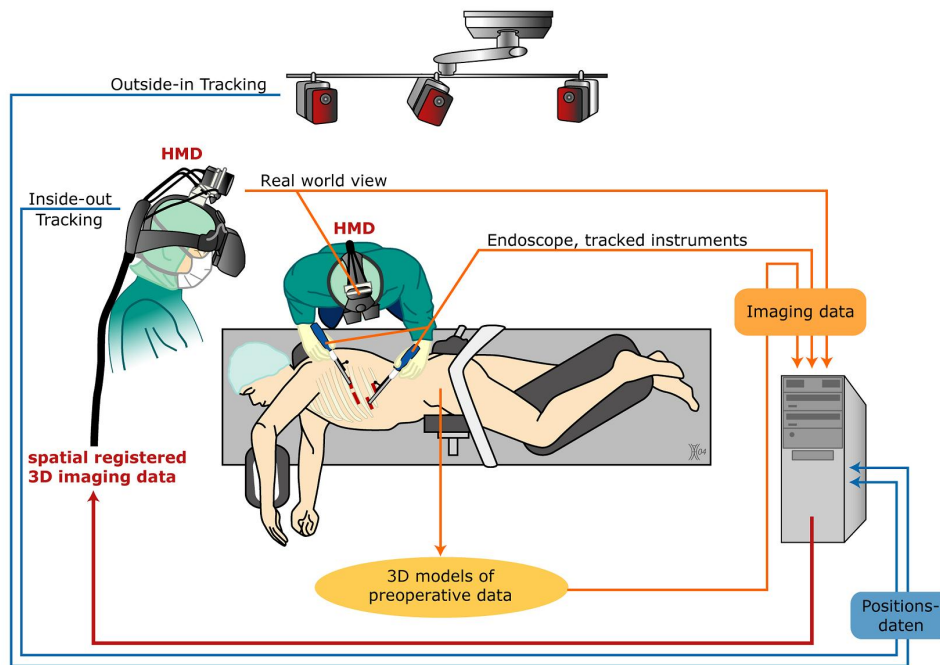 Outside-in Tracking
HMD
Real world view
Inside-out
Tracking
HMD
Endoscope, tracked instruments
Imaging data
04
spatial registered
3D imaging data
3D models of
preoperative data
Positions-
daten